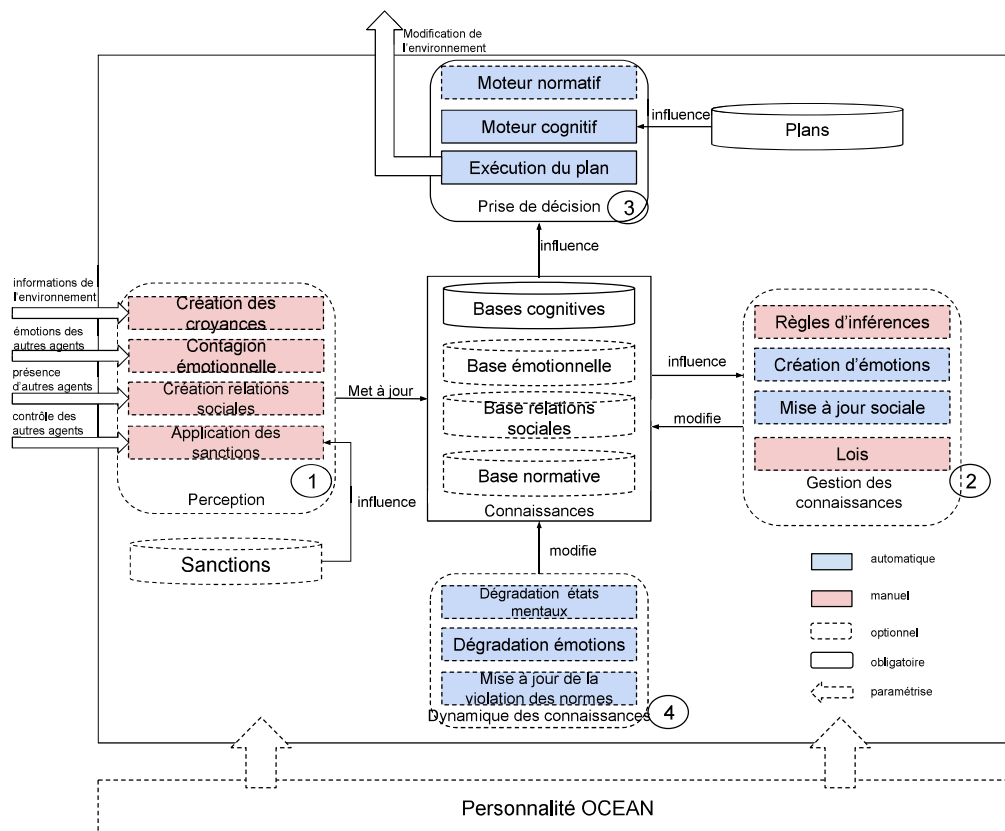 Modification de
l'environnement
Moteur normatif
Moteur cognitif
influence
Plans
Exécution du plan
Prise de décision
3
influence
informations de
l'environnement
Création des
croyances
émotions des
autres agents
Contagion
émotionnelle
présence
d'autres agents
Création relations
sociales
contrôle des
autres agents
Application des
sanctions
1
Perception
Met à jour
influence
Sanctions
Bases cognitives
Base émotionnelle
Base relations
sociales
Base normative
Connaissances
influence
modifie
Règles d'inférences
Création d'émotions
Mise à jour sociale
Lois
Gestion des
connaissances
2
modifie
Dégradation états
mentaux
Dégradation émotions
Mise à jour de la
violation des normes
Dynamique des connaissances
4
automatique
manuel
optionnel
obligatoire
paramétrise
Personnalité OCEAN